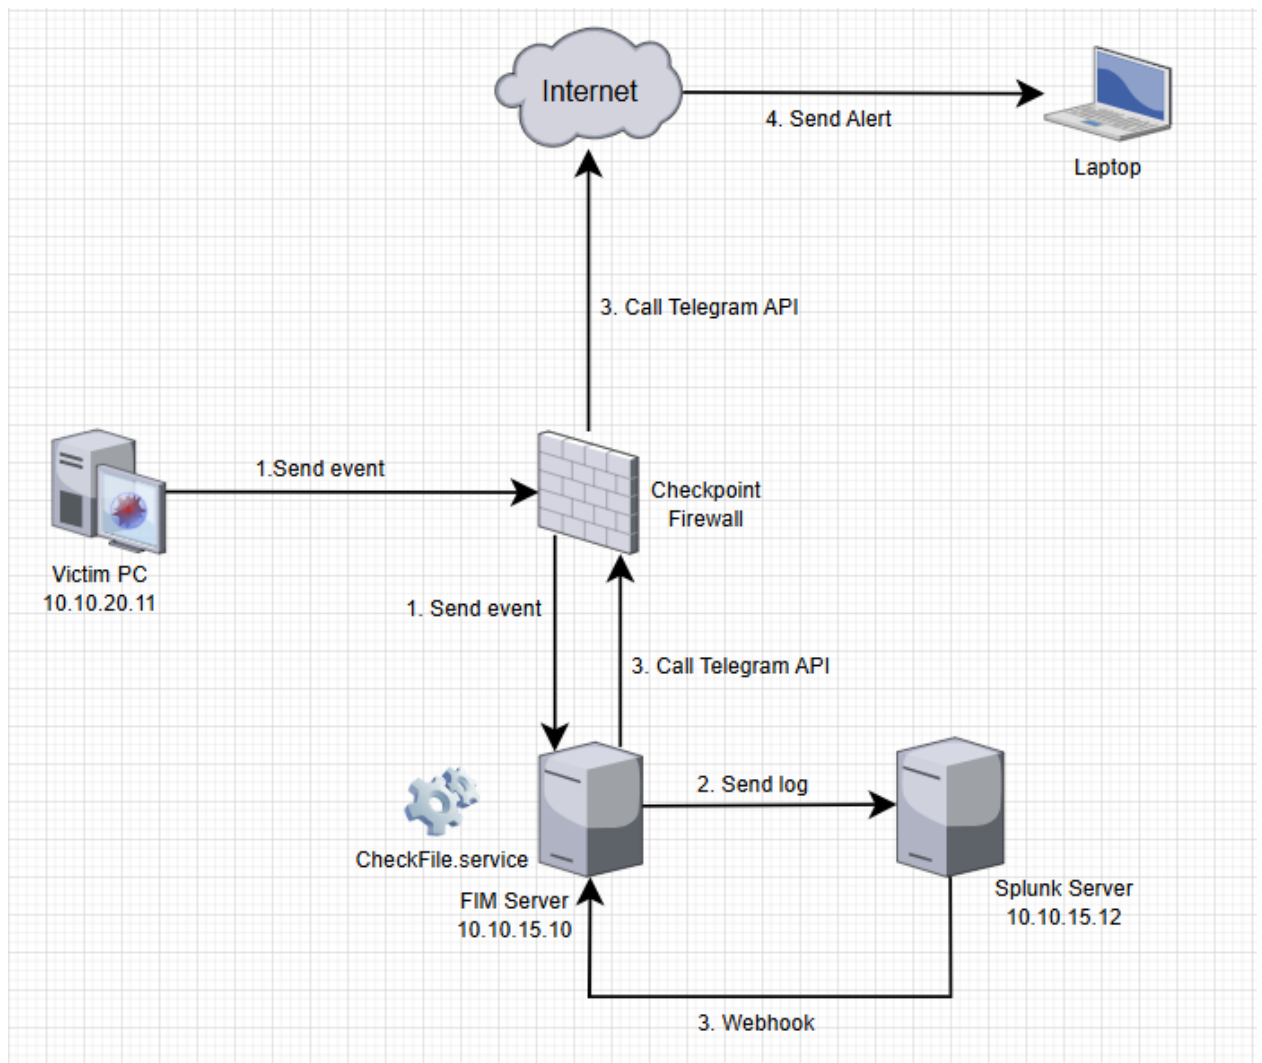 Internet
4. Send Alert
Laptop
3. Call Telegram API
1.Send event
Checkpoint
Firewall
Victim PC
10.10.20.11
1. Send event
3. Call Telegram API
2. Send log
CheckFile.service
FIM Server
10.10.15.10
Splunk Server
10.10.15.12
3. Webhook